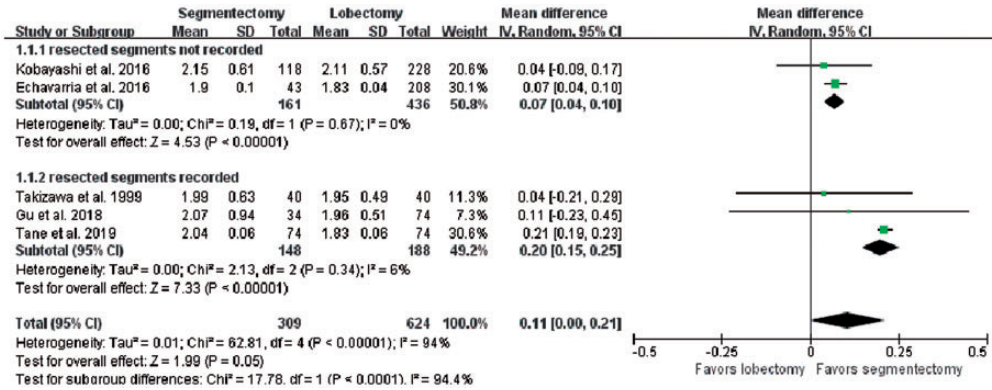 Segmentectomy Lobectomy Mean difference Mean difference
Study or Subgroup Mean SD Total Mean SD Total Weight IV, Random, 95% CI IV, Random, 95% CI
1.1.1 resected segments not recorded
Kobayashi et al. 2016 2.15 0.61 118 2.11 0.57 228 20.6% 0.04 [-0.09, 0.17]
Echavarria et al. 2016 1.9 0.1 43 1.83 0.04 208 30.1% 0.07 [0.04, 0.10]
Subtotal (95% CI) 161 436 50.8% 0.07 [0.04, 0.10]
Heterogeneity: Tau² = 0.00; Chi² = 0.19, df = 1 (P = 0.67); I² = 0%
Test for overall effect: Z = 4.53 (P < 0.00001)
1.1.2 resected segments recorded
Takizawa et al. 1999 1.99 0.63 40 1.95 0.49 40 11.3% 0.04 [-0.21, 0.29]
Gu et al. 2018 2.07 0.94 34 1.96 0.51 74 7.3% 0.11 [-0.23, 0.45]
Tane et al. 2019 2.04 0.06 74 1.83 0.06 74 30.6% 0.21 [0.19, 0.23]
Subtotal (95% CI) 148 188 49.2% 0.20 [0.15, 0.25]
Heterogeneity: Tau² = 0.00; Chi² = 2.13, df = 2 (P = 0.34); I² = 6%
Test for overall effect: Z = 7.33 (P < 0.00001)
Total (95% CI) 309 624 100.0% 0.11 [0.00, 0.21]
Heterogeneity: Tau² = 0.01; Chi² = 62.81, df = 4 (P < 0.00001); I² = 94%
Test for overall effect: Z = 1.99 (P = 0.05)
Test for subgroup differences: Chi² = 17.78, df = 1 (P < 0.0001), I² = 94.4%
-0.5 -0.25 0 0.25 0.5
Favors lobectomy Favors segmentectomy